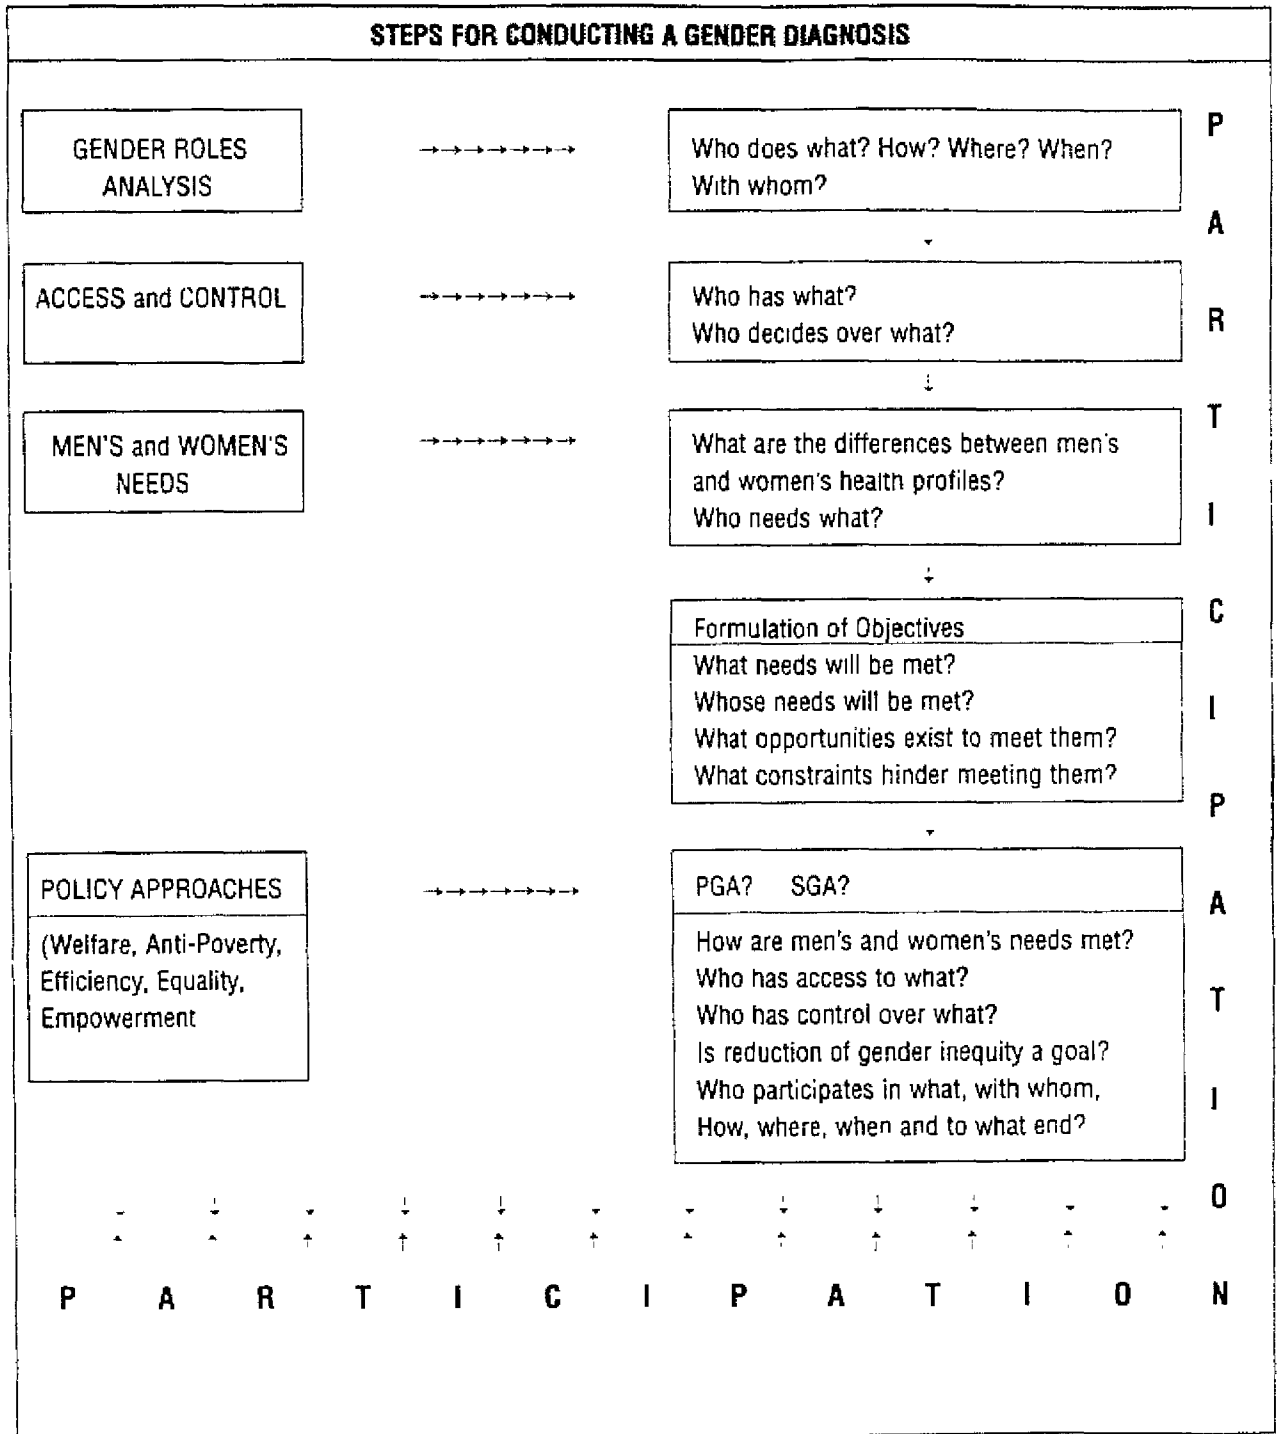 STEPS FOR CONDUCTING A GENDER DIAGNOSIS
GENDER ROLES
ANALYSIS
Who does what? How? Where? When?
With whom?
ACCESS and CONTROL
Who has what?
Who decides over what?
MEN'S and WOMEN'S
NEEDS
What are the differences between men's
and women's health profiles?
Who needs what?
Formulation of Objectives
What needs will be met?
Whose needs will be met?
What opportunities exist to meet them?
What constraints hinder meeting them?
POLICY APPROACHES
(Welfare, Anti-Poverty,
Efficiency, Equality,
Empowerment
PGA? SGA?
How are men's and women's needs met?
Who has access to what?
Who has control over what?
Is reduction of gender inequity a goal?
Who participates in what, with whom,
How, where, when and to what end?
P
A
R
T
I
C
I
P
A
T
I
O
P A R T I C I P A T I O N